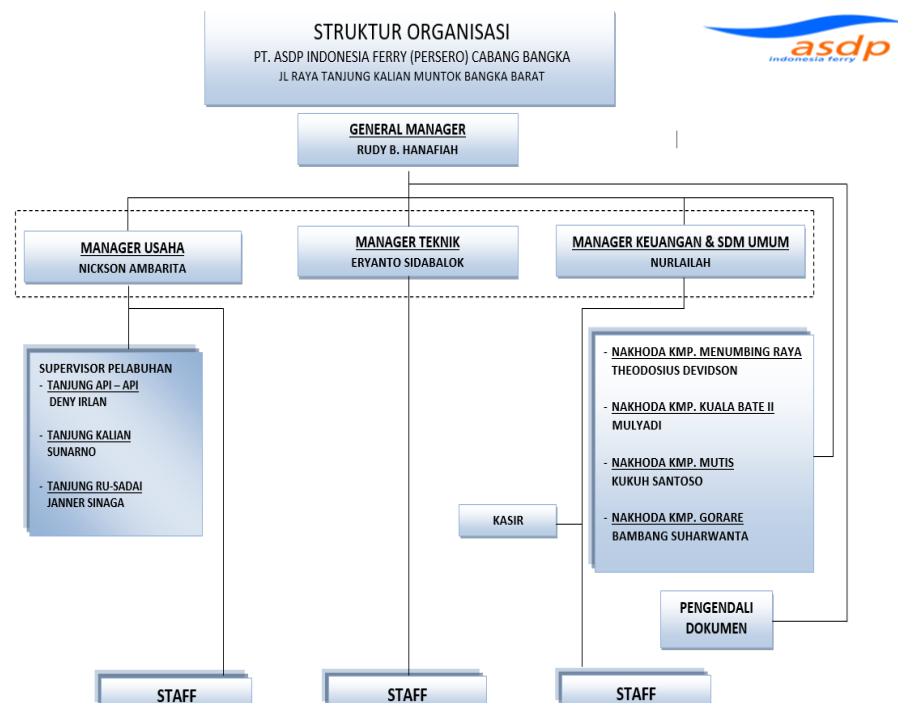 STRUKTUR ORGANISASI
PT. ASDP INDONESIA FERRY (PERSERO) CABANG BANGKA
JL RAYA TANJUNG KALIAN MUNTOK BANGKA BARAT
asdp
indonesia ferry
GENERAL MANAGER
RUDY B. HANAFIAH
MANAGER USAHA
NICKSON AMBARITA
MANAGER TEKNIK
ERYANTO SIDABALOK
MANAGER KEUANGAN & SDM UMUM
NURLAILAH
SUPERVISOR PELABUHAN
- TANJUNG API – API
DENY IRLAN
- TANJUNG KALIAN
SUNARNO
- TANJUNG RU-SADAI
JANNER SINAGA
- NAKHODA KMP. MENUMBING RAYA
THEODOSIUS DEVIDSON
- NAKHODA KMP. KUALA BATE II
MULYADI
- NAKHODA KMP. MUTIS
KUKUH SANTOSO
- NAKHODA KMP. GORARE
BAMBANG SUHARWANTA
KASIR
PENGENDALI
DOKUMEN
STAFF
STAFF
STAFF